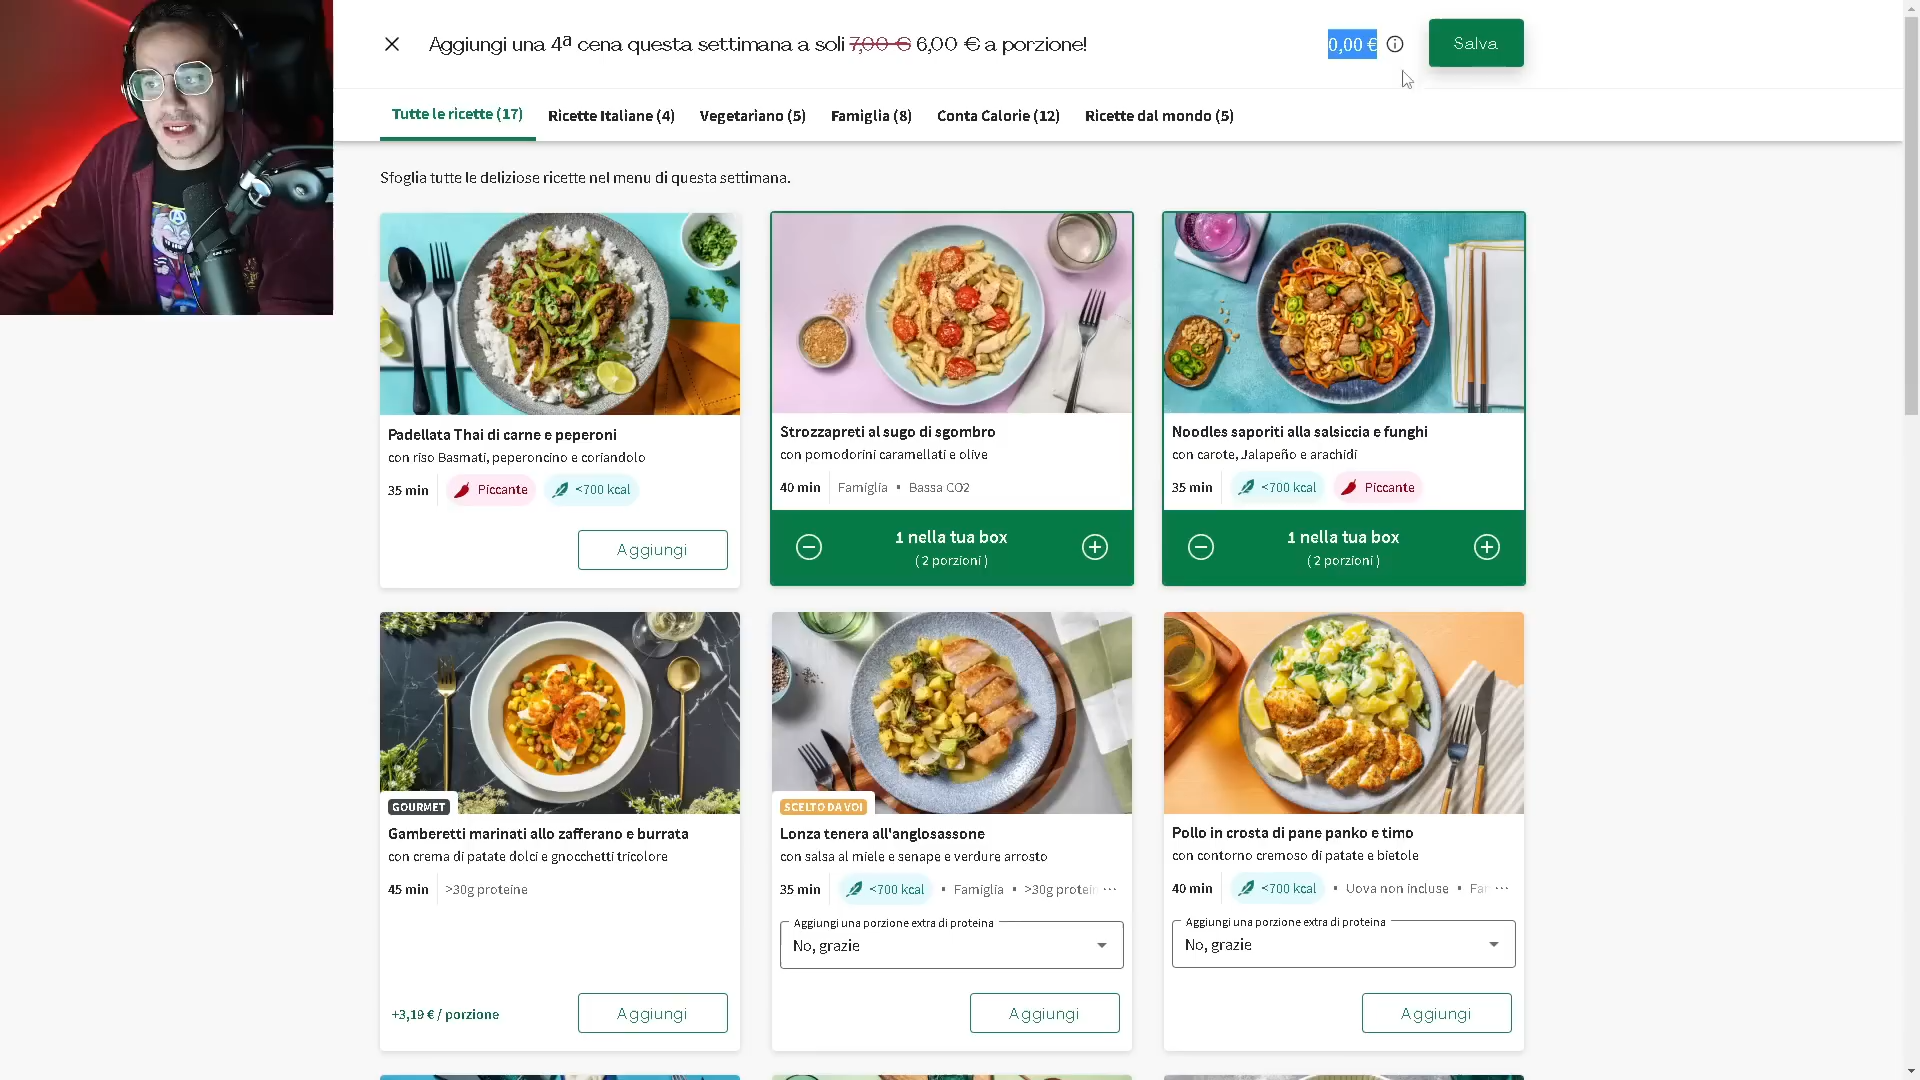 Aggiungi una 4ª cena questa settimana a soli 7,00 € 6,00 € a porzione!
0,00 €
Salva
Tutte le ricette (17)
Ricette Italiane (4)
Vegetariano (5)
Famiglia (8)
Conta Calorie (12)
Ricette dal mondo (5)
Sfoglia tutte le deliziose ricette nel menu di questa settimana.
Padellata Thai di carne e peperoni
con riso Basmati, peperoncino e coriandolo
35 min
Piccante
<700 kcal
Aggiungi
Strozzapreti al sugo di sgombro
con pomodorini caramellati e olive
40 min
Famiglia • Bassa CO2
1 nella tua box
( 2 porzioni )
Noodles saporiti alla salsiccia e funghi
con carote, Jalapeño e arachidi
35 min
<700 kcal
Piccante
1 nella tua box
( 2 porzioni )
GOURMET
Gamberetti marinati allo zafferano e burrata
con crema di patate dolci e gnocchetti tricolore
45 min
>30g proteine
+3,19 € / porzione
Aggiungi
SCELTO DA VOI
Lonza tenera all'anglosassone
con salsa al miele e senape e verdure arrosto
35 min
<700 kcal
• Famiglia • >30g protein ...
Aggiungi una porzione extra di proteina
No, grazie
Aggiungi
Pollo in crosta di pane panko e timo
con contorno cremoso di patate e bietole
40 min
<700 kcal
• Uova non incluse • Fa ...
Aggiungi una porzione extra di proteina
No, grazie
Aggiungi